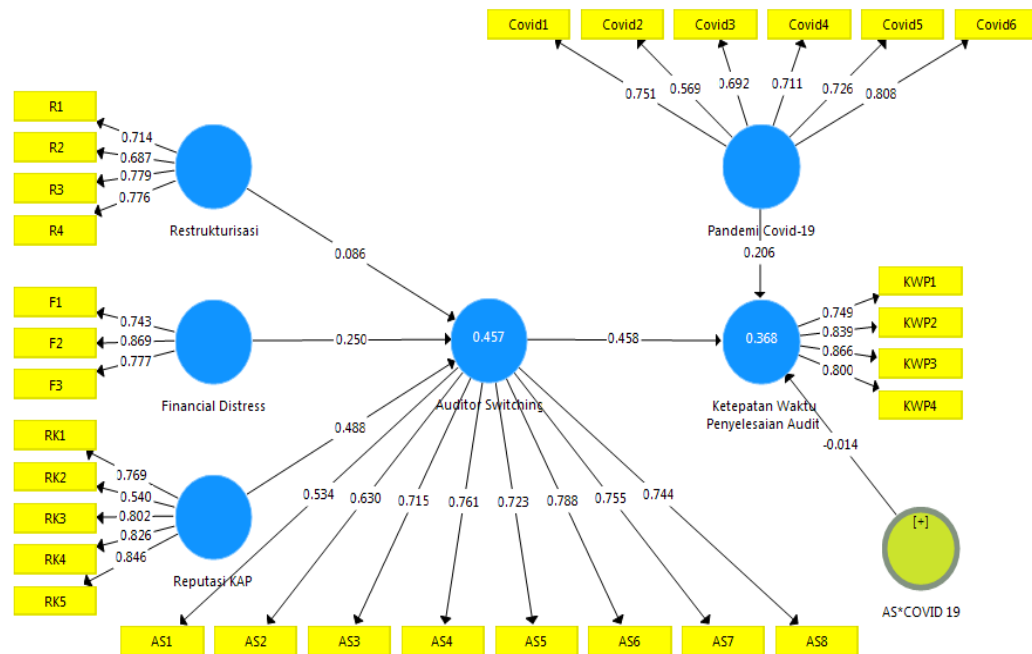 Covid1 Covid2 Covid3 Covid4 Covid5 Covid6
0.751 0.569 0.692 0.711 0.726 0.808
Pandemi Covid-19
0.206
R1
R2
R3
R4
0.714
0.687
0.779
0.776
Restrukturisasi
0.086
F1
F2
F3
0.743
0.869
0.777
Financial Distress
0.250
RK1
RK2
RK3
RK4
RK5
0.769
0.540
0.802
0.826
0.846
Reputasi KAP
0.488
0.457
Auditor Switching
0.458
0.534 0.630 0.715 0.761 0.723 0.788 0.755 0.744
AS1 AS2 AS3 AS4 AS5 AS6 AS7 AS8
0.368
Ketepatan Waktu
Penyelesaian Audit
0.749
0.839
0.866
0.800
KWP1
KWP2
KWP3
KWP4
-0.014
[+]
AS*COVID 19